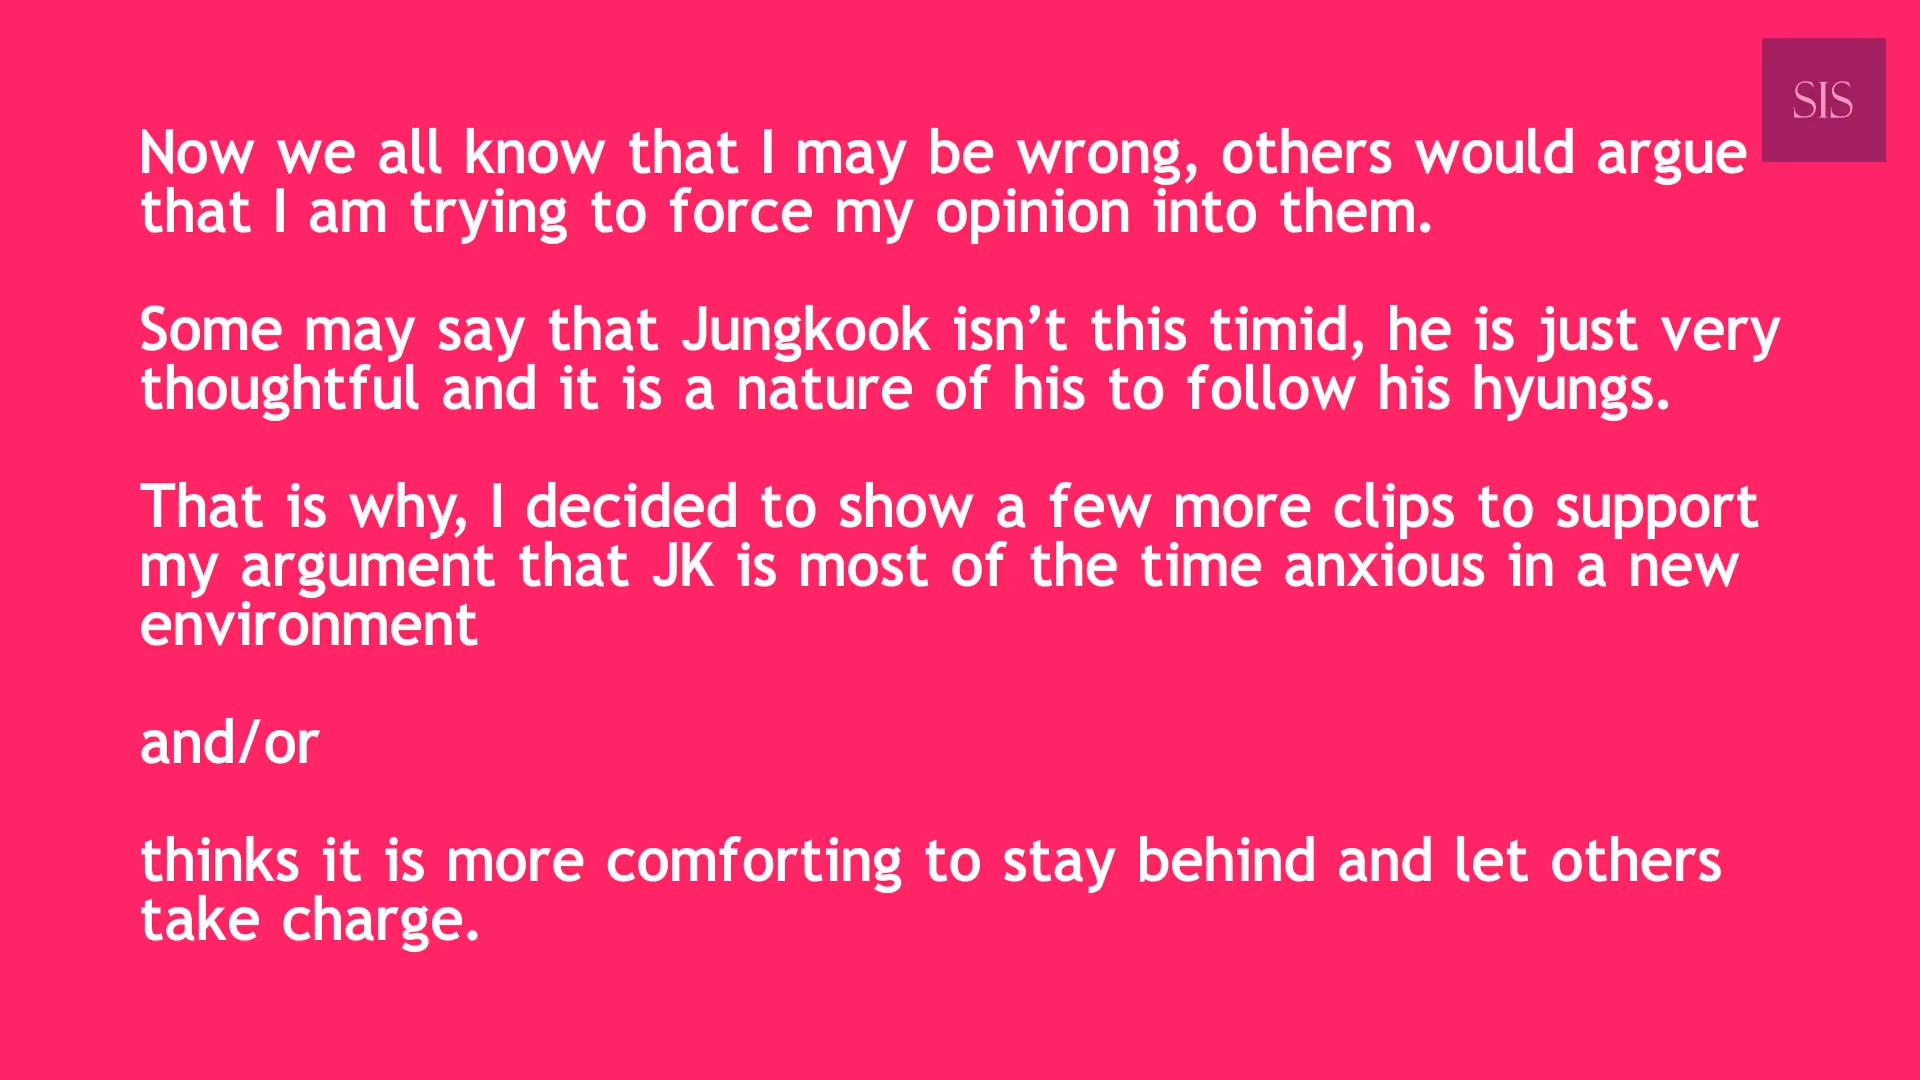 SIS
Now we all know that I may be wrong, others would argue
that I am trying to force my opinion into them.
Some may say that Jungkook isn’t this timid, he is just very
thoughtful and it is a nature of his to follow his hyungs.
That is why, I decided to show a few more clips to support
my argument that JK is most of the time anxious in a new
environment
and/or
thinks it is more comforting to stay behind and let others
take charge.